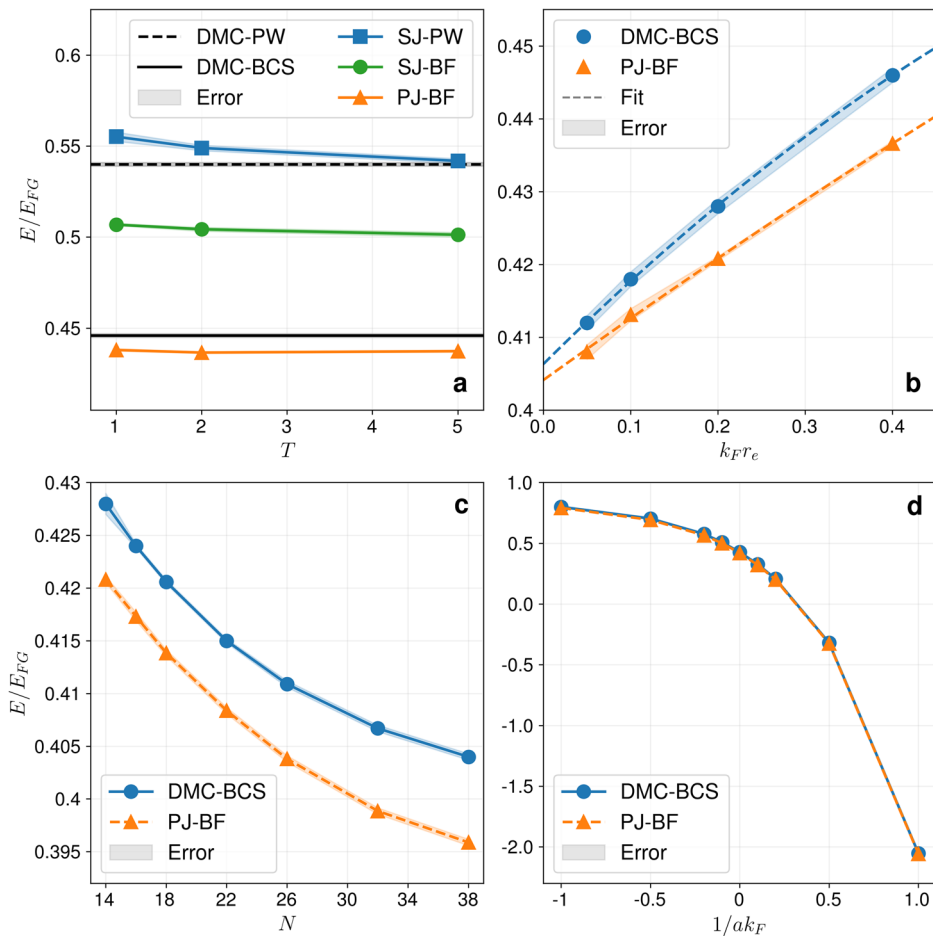 0.6
0.55
0.5
0.45
E/E_{FG}
DMC-PW
DMC-BCS
Error
SJ-PW
SJ-BF
PJ-BF
a
1 2 3 4 5
T
0.45
0.44
0.43
0.42
0.41
0.4
DMC-BCS
PJ-BF
Fit
Error
b
0.0 0.1 0.2 0.3 0.4
k_F r_e
0.43
0.425
0.42
0.415
0.41
0.405
0.4
0.395
E/E_{FG}
c
DMC-BCS
PJ-BF
Error
14 18 22 26 30 34 38
N
1.0
0.5
0.0
-0.5
-1.0
-1.5
-2.0
d
DMC-BCS
PJ-BF
Error
-1 -0.5 0 0.5 1.0
1/ak_F